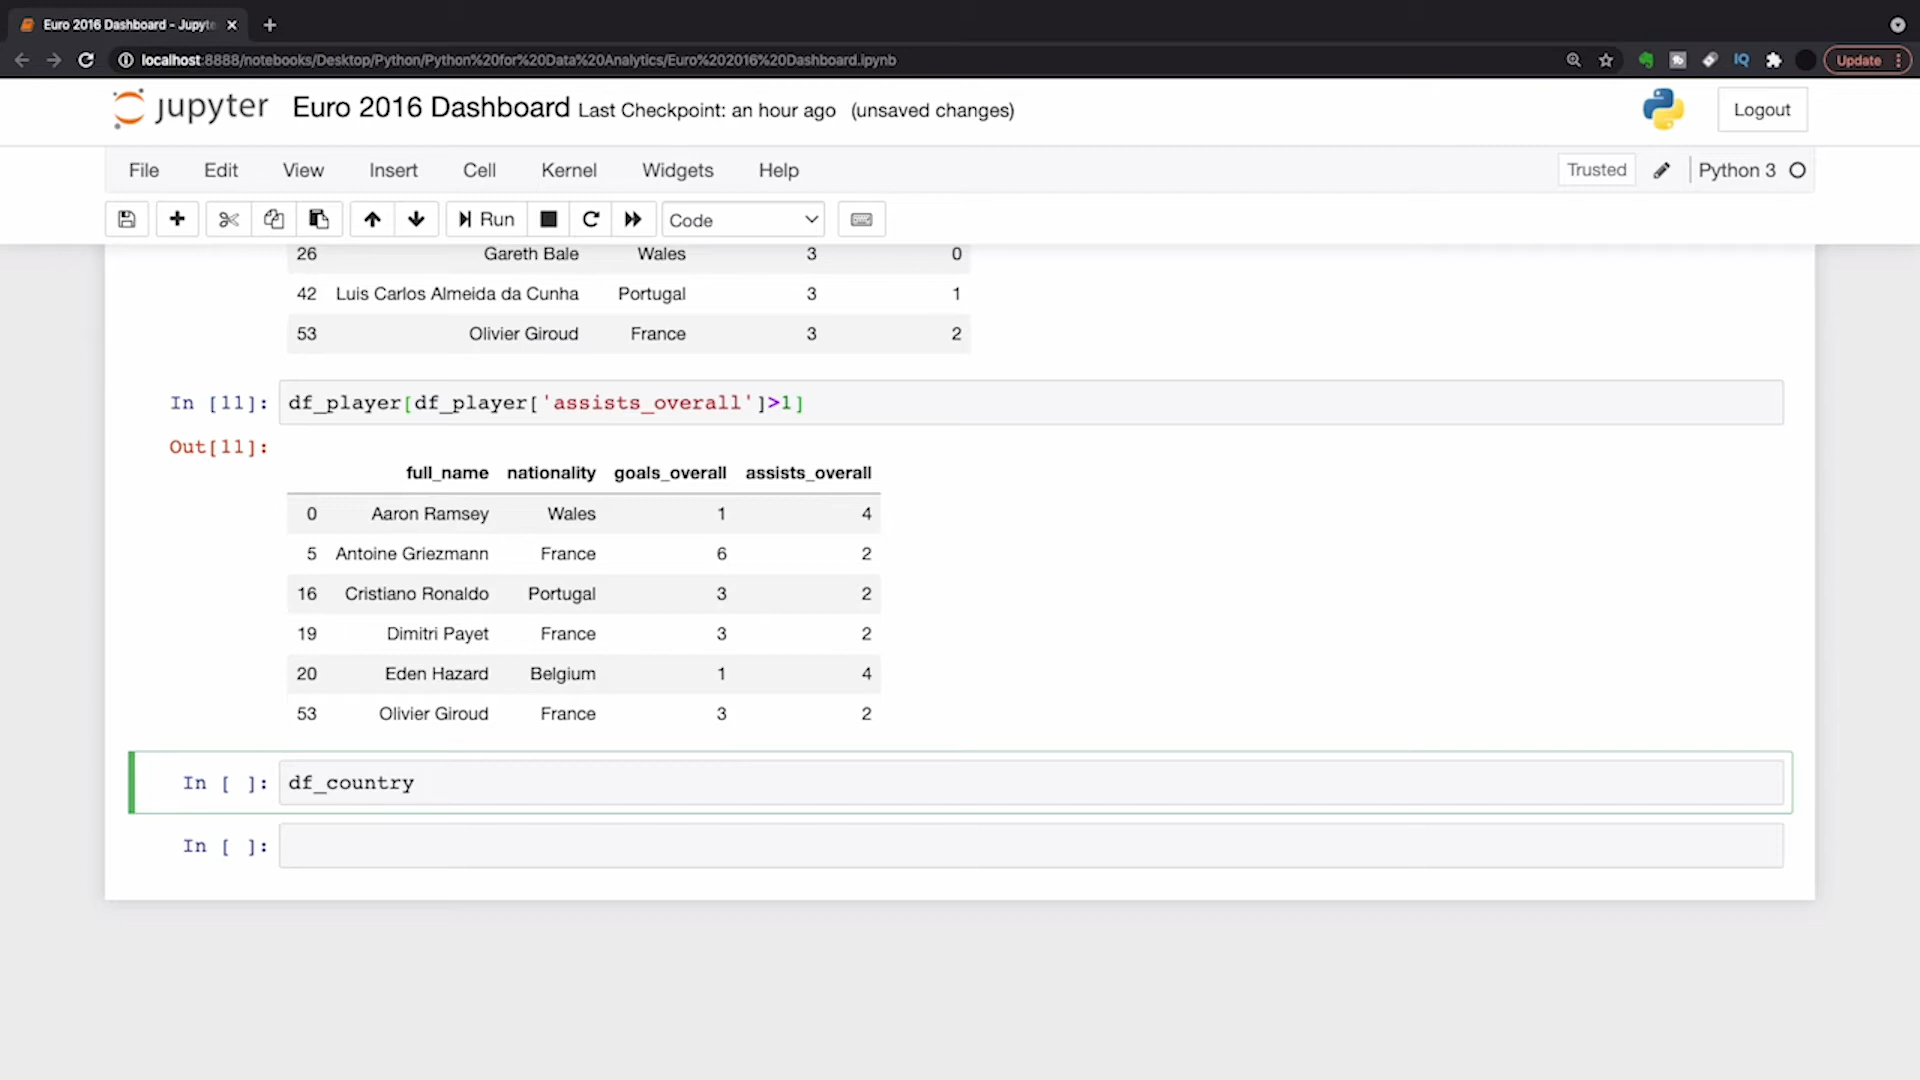 Euro 2016 Dashboard - Jupyte
localhost:8888/notebooks/Desktop/Python/Python%20for%20Data%20Analytics/Euro%202016%20Dashboard.ipynb
IQ
Update
jupyter Euro 2016 Dashboard Last Checkpoint: an hour ago (unsaved changes)
Logout
File Edit View Insert Cell Kernel Widgets Help
Trusted Python 3
Run Code
26 Gareth Bale Wales 3 0
42 Luis Carlos Almeida da Cunha Portugal 3 1
53 Olivier Giroud France 3 2
In [11]: df_player[df_player['assists_overall']>1]
Out[11]:
full_name nationality goals_overall assists_overall
0 Aaron Ramsey Wales 1 4
5 Antoine Griezmann France 6 2
16 Cristiano Ronaldo Portugal 3 2
19 Dimitri Payet France 3 2
20 Eden Hazard Belgium 1 4
53 Olivier Giroud France 3 2
In [ ]: df_country
In [ ]: